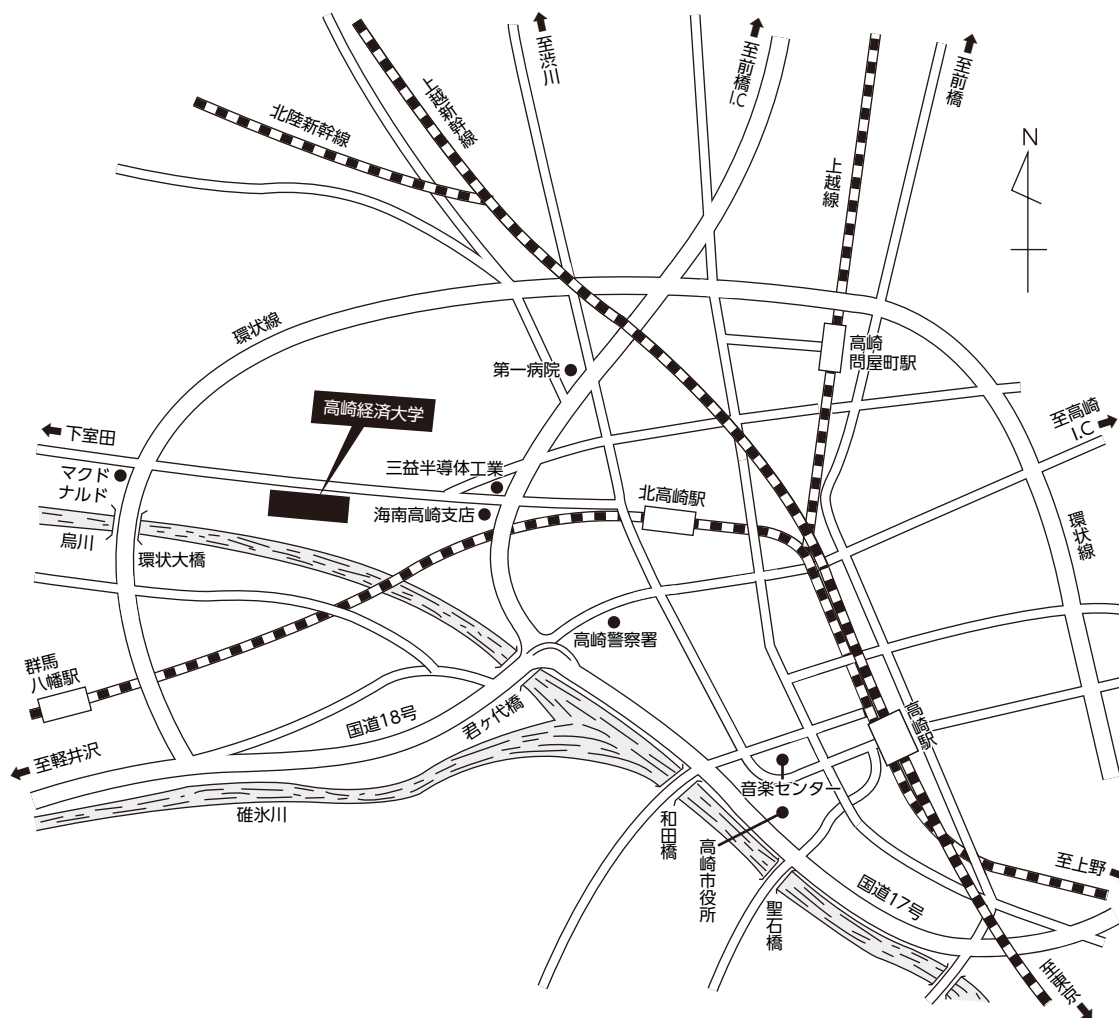 至渋川
至前橋
I.C
至前橋
N
上越新幹線
北陸新幹線
上越線
環状線
高崎
問屋町駅
第一病院
高崎経済大学
至高崎
I.C
下室田
マクド
ナルド
三益半導体工業
北高崎駅
海南高崎支店
烏川
環状大橋
環状線
高崎警察署
群馬
八幡駅
国道18号
君ヶ代橋
高崎駅
至軽井沢
音楽センター
碓氷川
和田橋
高崎市役所
聖石橋
国道17号
至上野
至東京